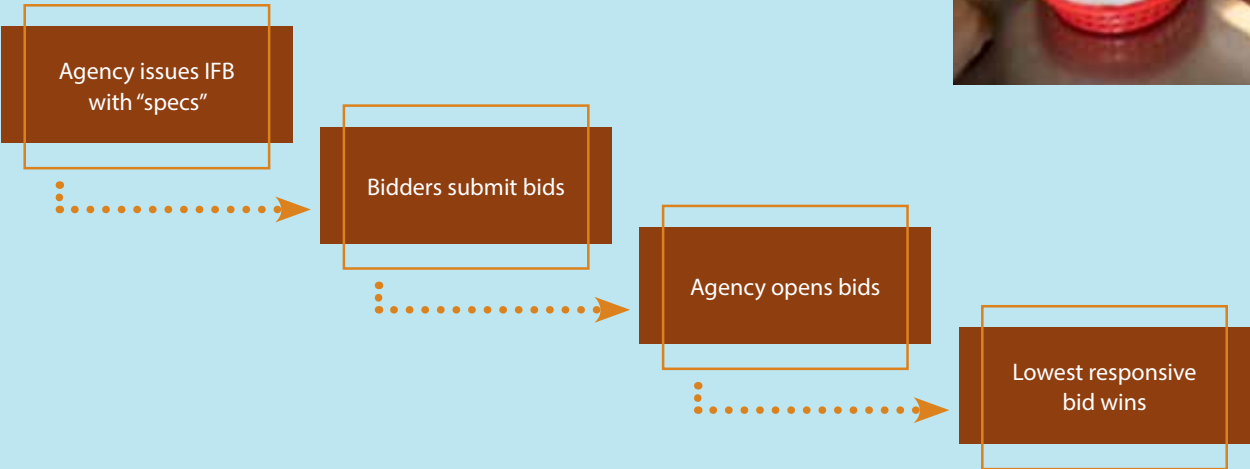 Agency issues IFB
with “specs”
Bidders submit bids
Agency opens bids
Lowest responsive
bid wins